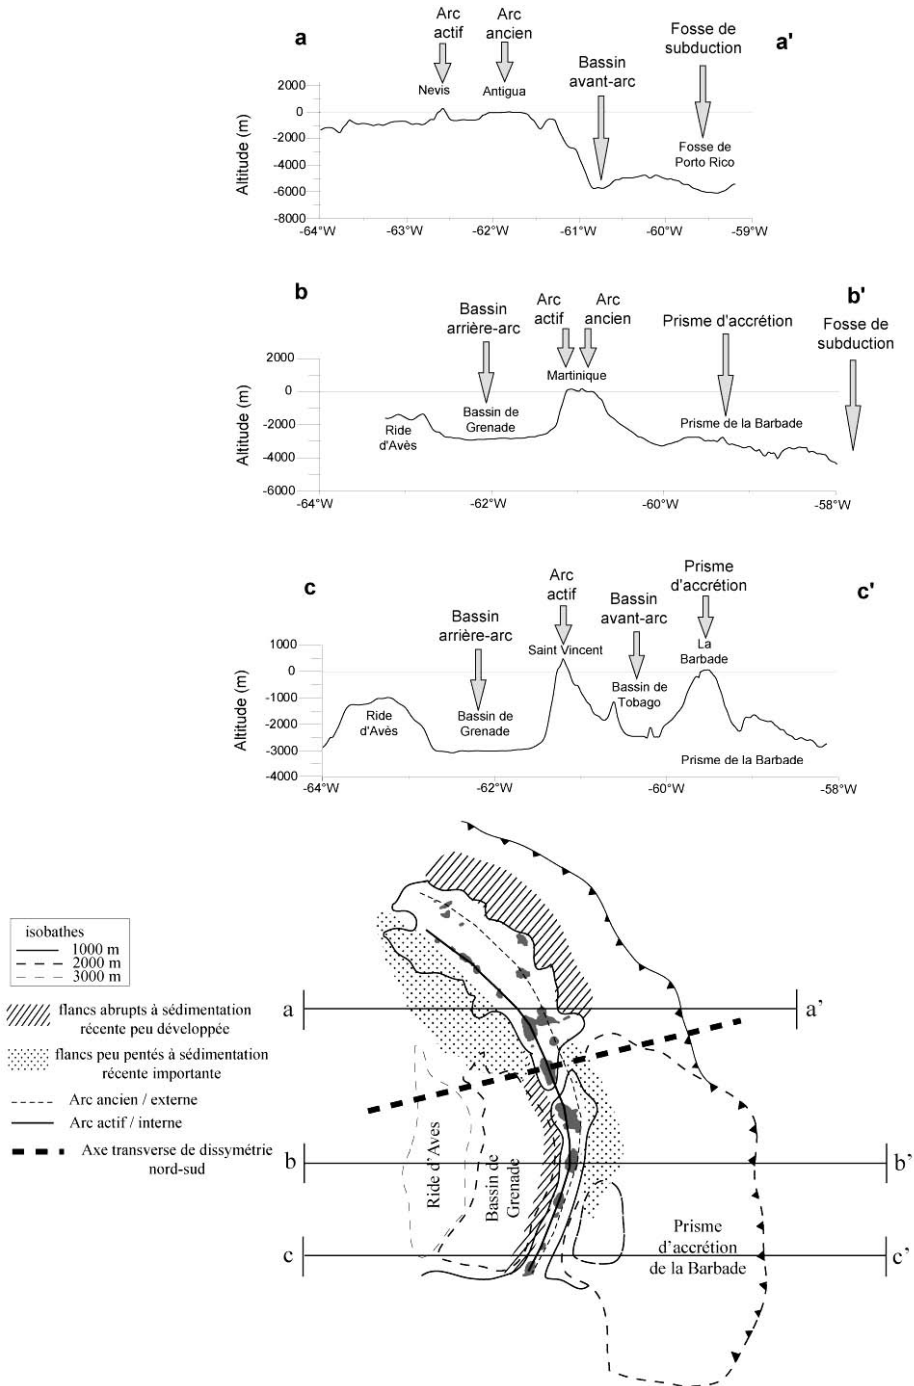 a
Arc
actif
Arc
ancien
Bassin
avant-arc
Fosse de
subduction
a'
Nevis
Antigua
Fosse de
Porto Rico
Altitude (m)
2000
0
-2000
-4000
-6000
-8000
-64°W
-63°W
-62°W
-61°W
-60°W
-59°W
b
Bassin
arrière-arc
Arc
actif
Arc
ancien
Prisme d'accrétion
Fosse de
subduction
b'
Martinique
Ride
d'Avès
Bassin de
Grenade
Prisme de la Barbade
Altitude (m)
2000
0
-2000
-4000
-6000
-64°W
-62°W
-60°W
-58°W
c
Bassin
arrière-arc
Arc
actif
Bassin
avant-arc
Prisme
d'accrétion
c'
Saint Vincent
La
Barbade
Ride
d'Avès
Bassin de
Grenade
Bassin de
Tobago
Prisme de la Barbade
Altitude (m)
1000
0
-1000
-2000
-3000
-4000
-64°W
-62°W
-60°W
-58°W
isobathes
1000 m
2000 m
3000 m
flancs abrupts à sédimentation
récente peu développée
flancs peu pentés à sédimentation
récente importante
Arc ancien / externe
Arc actif / interne
Axe transverse de dissymétrie
nord-sud
a
a'
b
b'
c
c'
Ride d'Aves
Bassin de
Grenade
Prisme
d'accrétion
de la Barbade